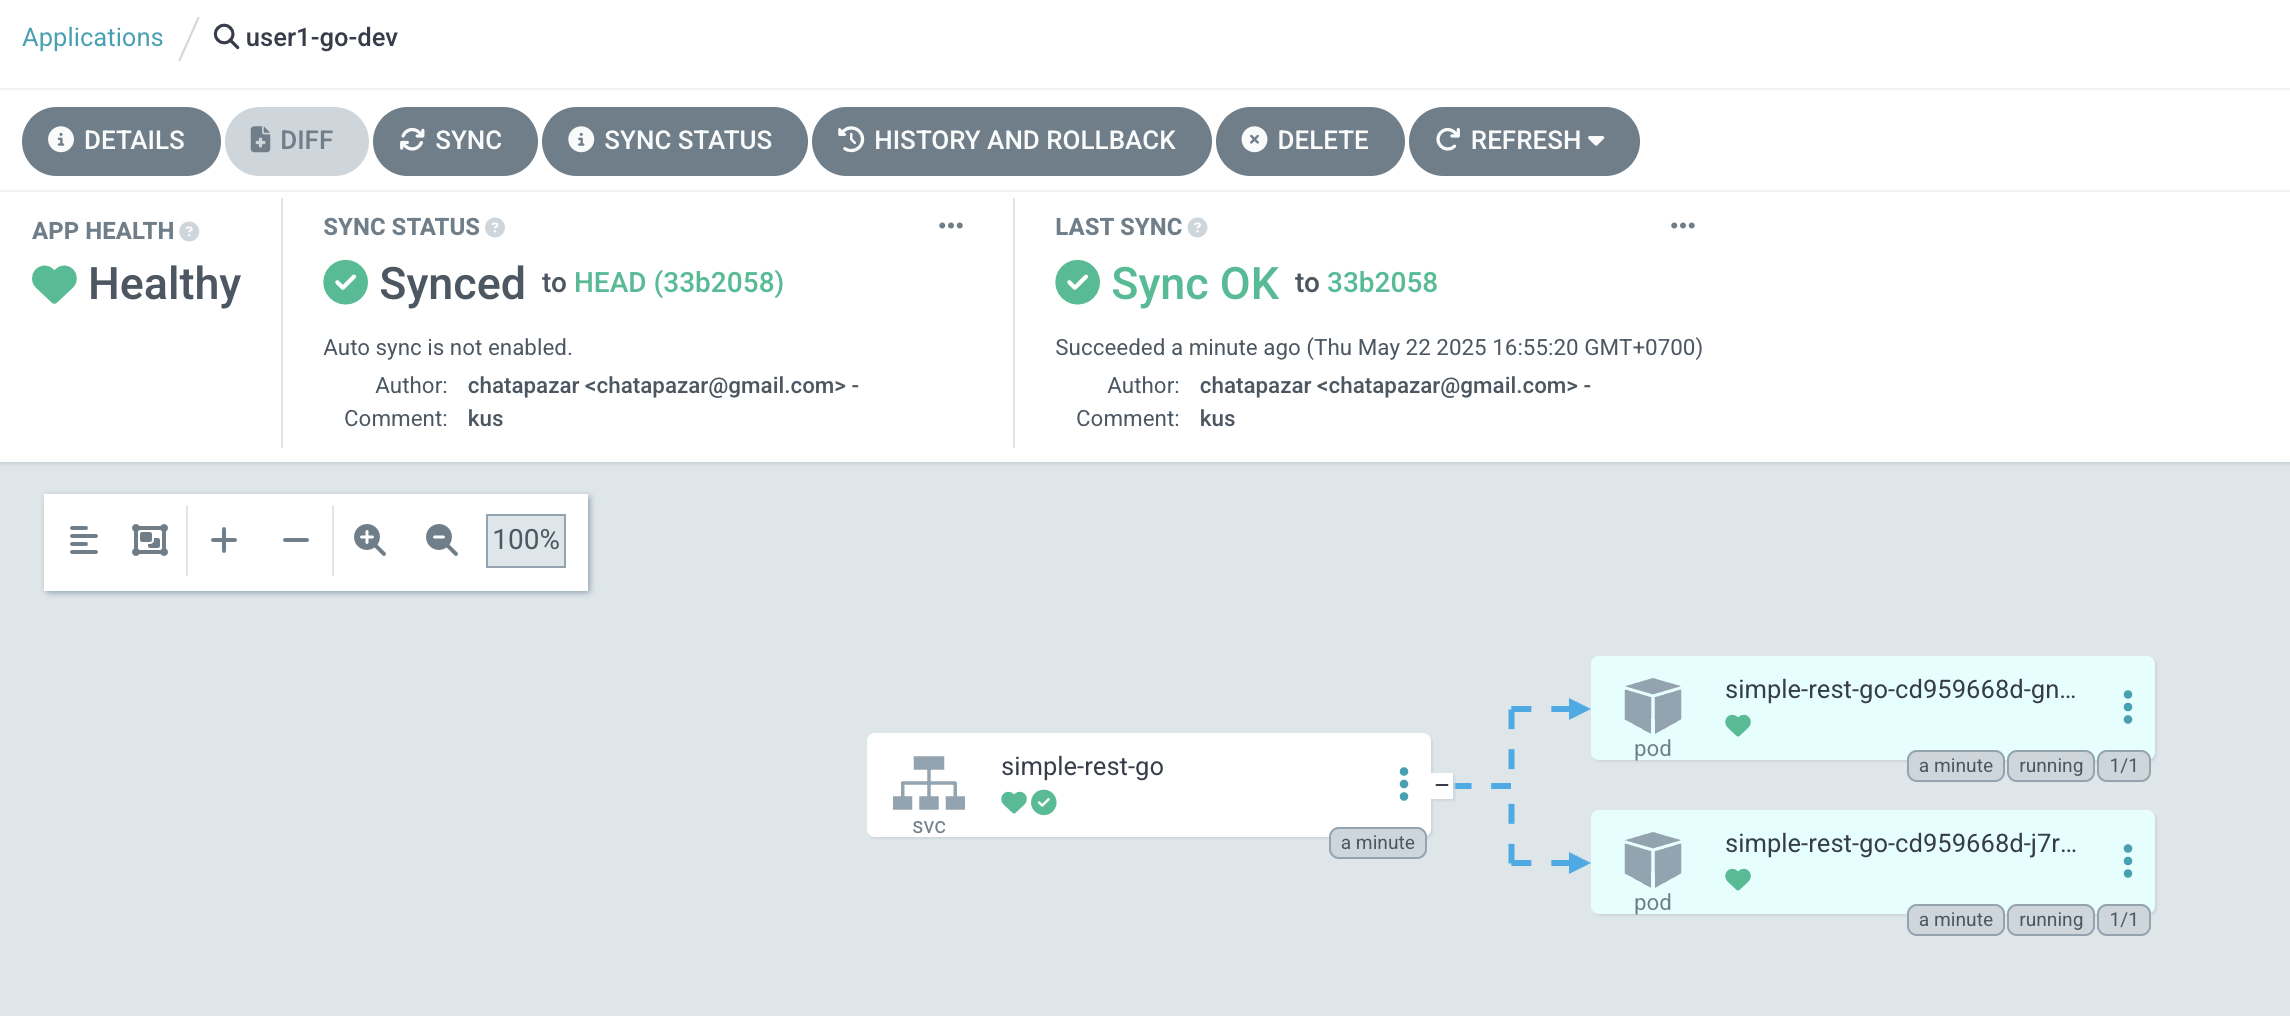 Applications / user1-go-dev
DETAILS DIFF SYNC SYNC STATUS HISTORY AND ROLLBACK DELETE REFRESH
APP HEALTH ?
Healthy
SYNC STATUS ?
Synced to HEAD (33b2058)
Auto sync is not enabled.
Author: chatapazar <chatapazar@gmail.com> -
Comment: kus
LAST SYNC ?
Sync OK to 33b2058
Succeeded a minute ago (Thu May 22 2025 16:55:20 GMT+0700)
Author: chatapazar <chatapazar@gmail.com> -
Comment: kus
100%
simple-rest-go
svc
a minute
simple-rest-go-cd959668d-gn...
pod
a minute running 1/1
simple-rest-go-cd959668d-j7r...
pod
a minute running 1/1